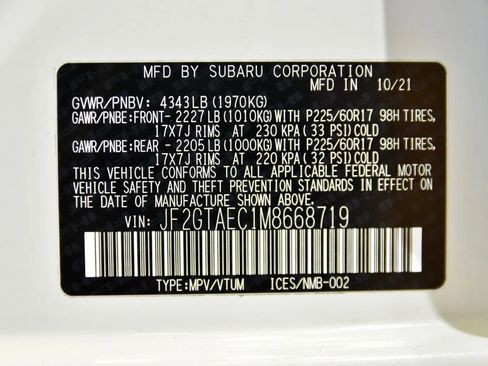 MFD BY SUBARU CORPORATION
MFD IN 10/21
GVWR/PNBV: 4343LB(1970KG)
GAWR/PNBE:FRONT- 2227LB(1010KG)WITH P225/60R17 98H TIRES,
17X7J RIMS AT 230 KPA(33 PSI)COLD
GAWR/PNBE:REAR - 2205LB(1000KG)WITH P225/60R17 98H TIRES,
17X7J RIMS AT 220 KPA(32 PSI)COLD
THIS VEHICLE CONFORMS TO ALL APPLICABLE FEDERAL MOTOR
VEHICLE SAFETY AND THEFT PREVENTION STANDARDS IN EFFECT ON
THE DATE OF MANUFACTURE SHOWN ABOVE.
VIN: JF2GTAEC1M8668719
TYPE:MPV/VTUM ICES/NMB-002